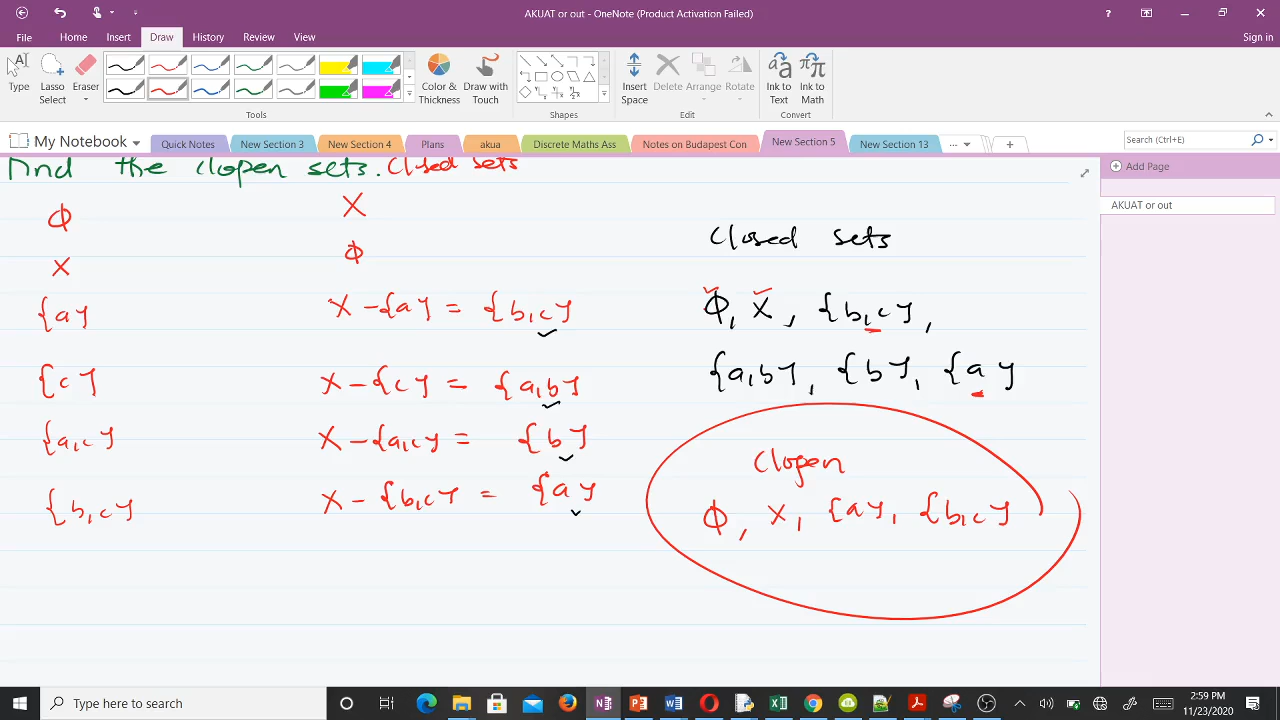 AKUAT or out - OneNote (Product Activation Failed)
File Home Insert Draw History Review View Sign in
Type Lasso Select Eraser Color & Thickness Draw with Touch Insert Space Delete Arrange Rotate Ink to Text Ink to Math
Tools Shapes Edit Convert
My Notebook Quick Notes New Section 3 New Section 4 Plans akua Discrete Maths Ass Notes on Budapest Con New Section 5 New Section 13 ... Search (Ctrl+E)
Add Page
AKUAT or out
Find the clopen sets. Closed sets
Φ X
X Φ
{a} X - {a} = {b,c}
{c} X - {c} = {a,b}
{a,c} X - {a,c} = {b}
{b,c} X - {b,c} = {a}
Closed sets
Φ, X, {b,c},
{a,b}, {b}, {a}
Clopen
Φ, X, {a}, {b,c}
Type here to search
2:59 PM
11/23/2020